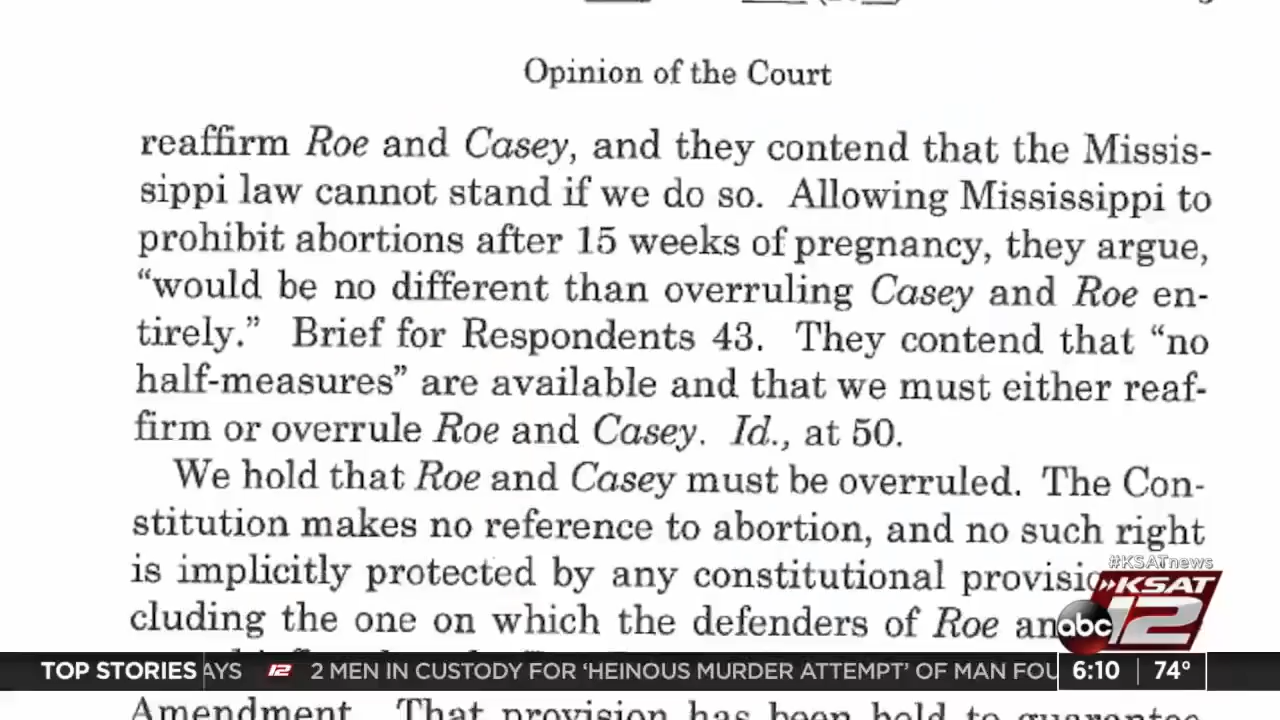 Opinion of the Court
reaffirm Roe and Casey, and they contend that the Missis-
sippi law cannot stand if we do so. Allowing Mississippi to
prohibit abortions after 15 weeks of pregnancy, they argue,
“would be no different than overruling Casey and Roe en-
tirely.” Brief for Respondents 43. They contend that “no
half-measures” are available and that we must either reaf-
firm or overrule Roe and Casey. Id., at 50.
We hold that Roe and Casey must be overruled. The Con-
stitution makes no reference to abortion, and no such right
is implicitly protected by any constitutional
cluding the one on which the defenders of Roe
#KSATnews
»KSAT
abc 12
TOP STORIES AYS 12 2 MEN IN CUSTODY FOR ‘HEINOUS MURDER ATTEMPT’ OF MAN FOU 6:10 74°
Amendment. That provision has been held to guarantee